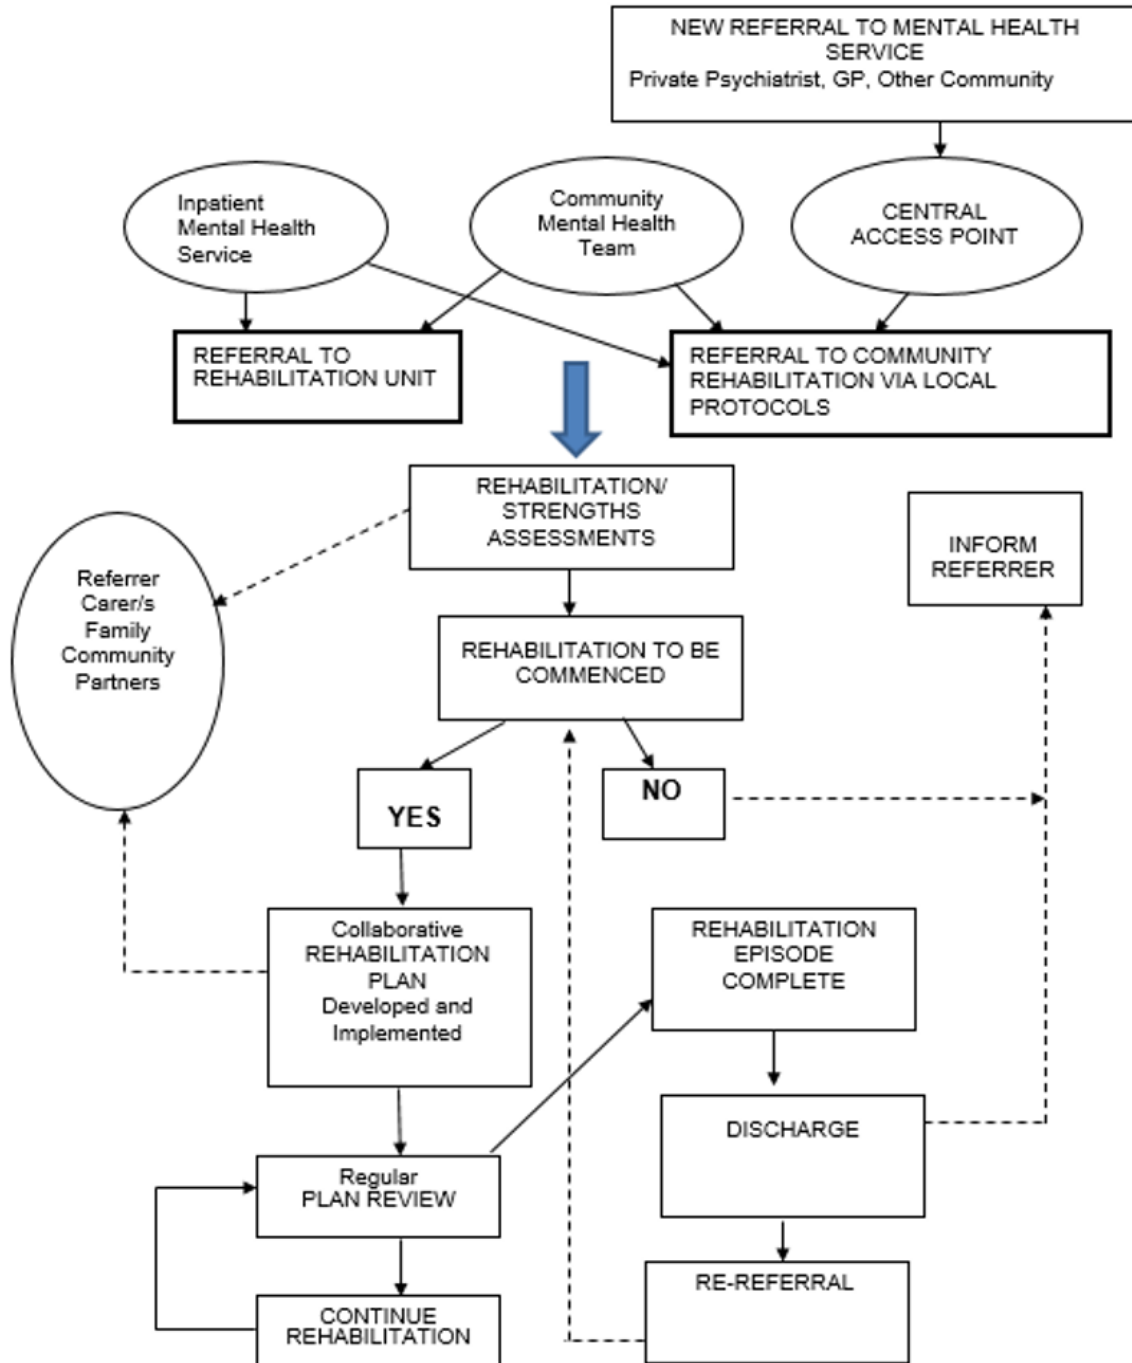 NEW REFERRAL TO MENTAL HEALTH
SERVICE
Private Psychiatrist, GP, Other Community
Inpatient
Mental Health
Service
Community
Mental Health
Team
CENTRAL
ACCESS POINT
REFERRAL TO
REHABILITATION UNIT
REFERRAL TO COMMUNITY
REHABILITATION VIA LOCAL
PROTOCOLS
REHABILITATION/
STRENGTHS
ASSESSMENTS
INFORM
REFERRER
Referrer
Carer/s
Family
Community
Partners
REHABILITATION TO BE
COMMENCED
YES
NO
Collaborative
REHABILITATION
PLAN
Developed and
Implemented
REHABILITATION
EPISODE
COMPLETE
DISCHARGE
Regular
PLAN REVIEW
RE-REFERRAL
CONTINUE
REHABILITATION